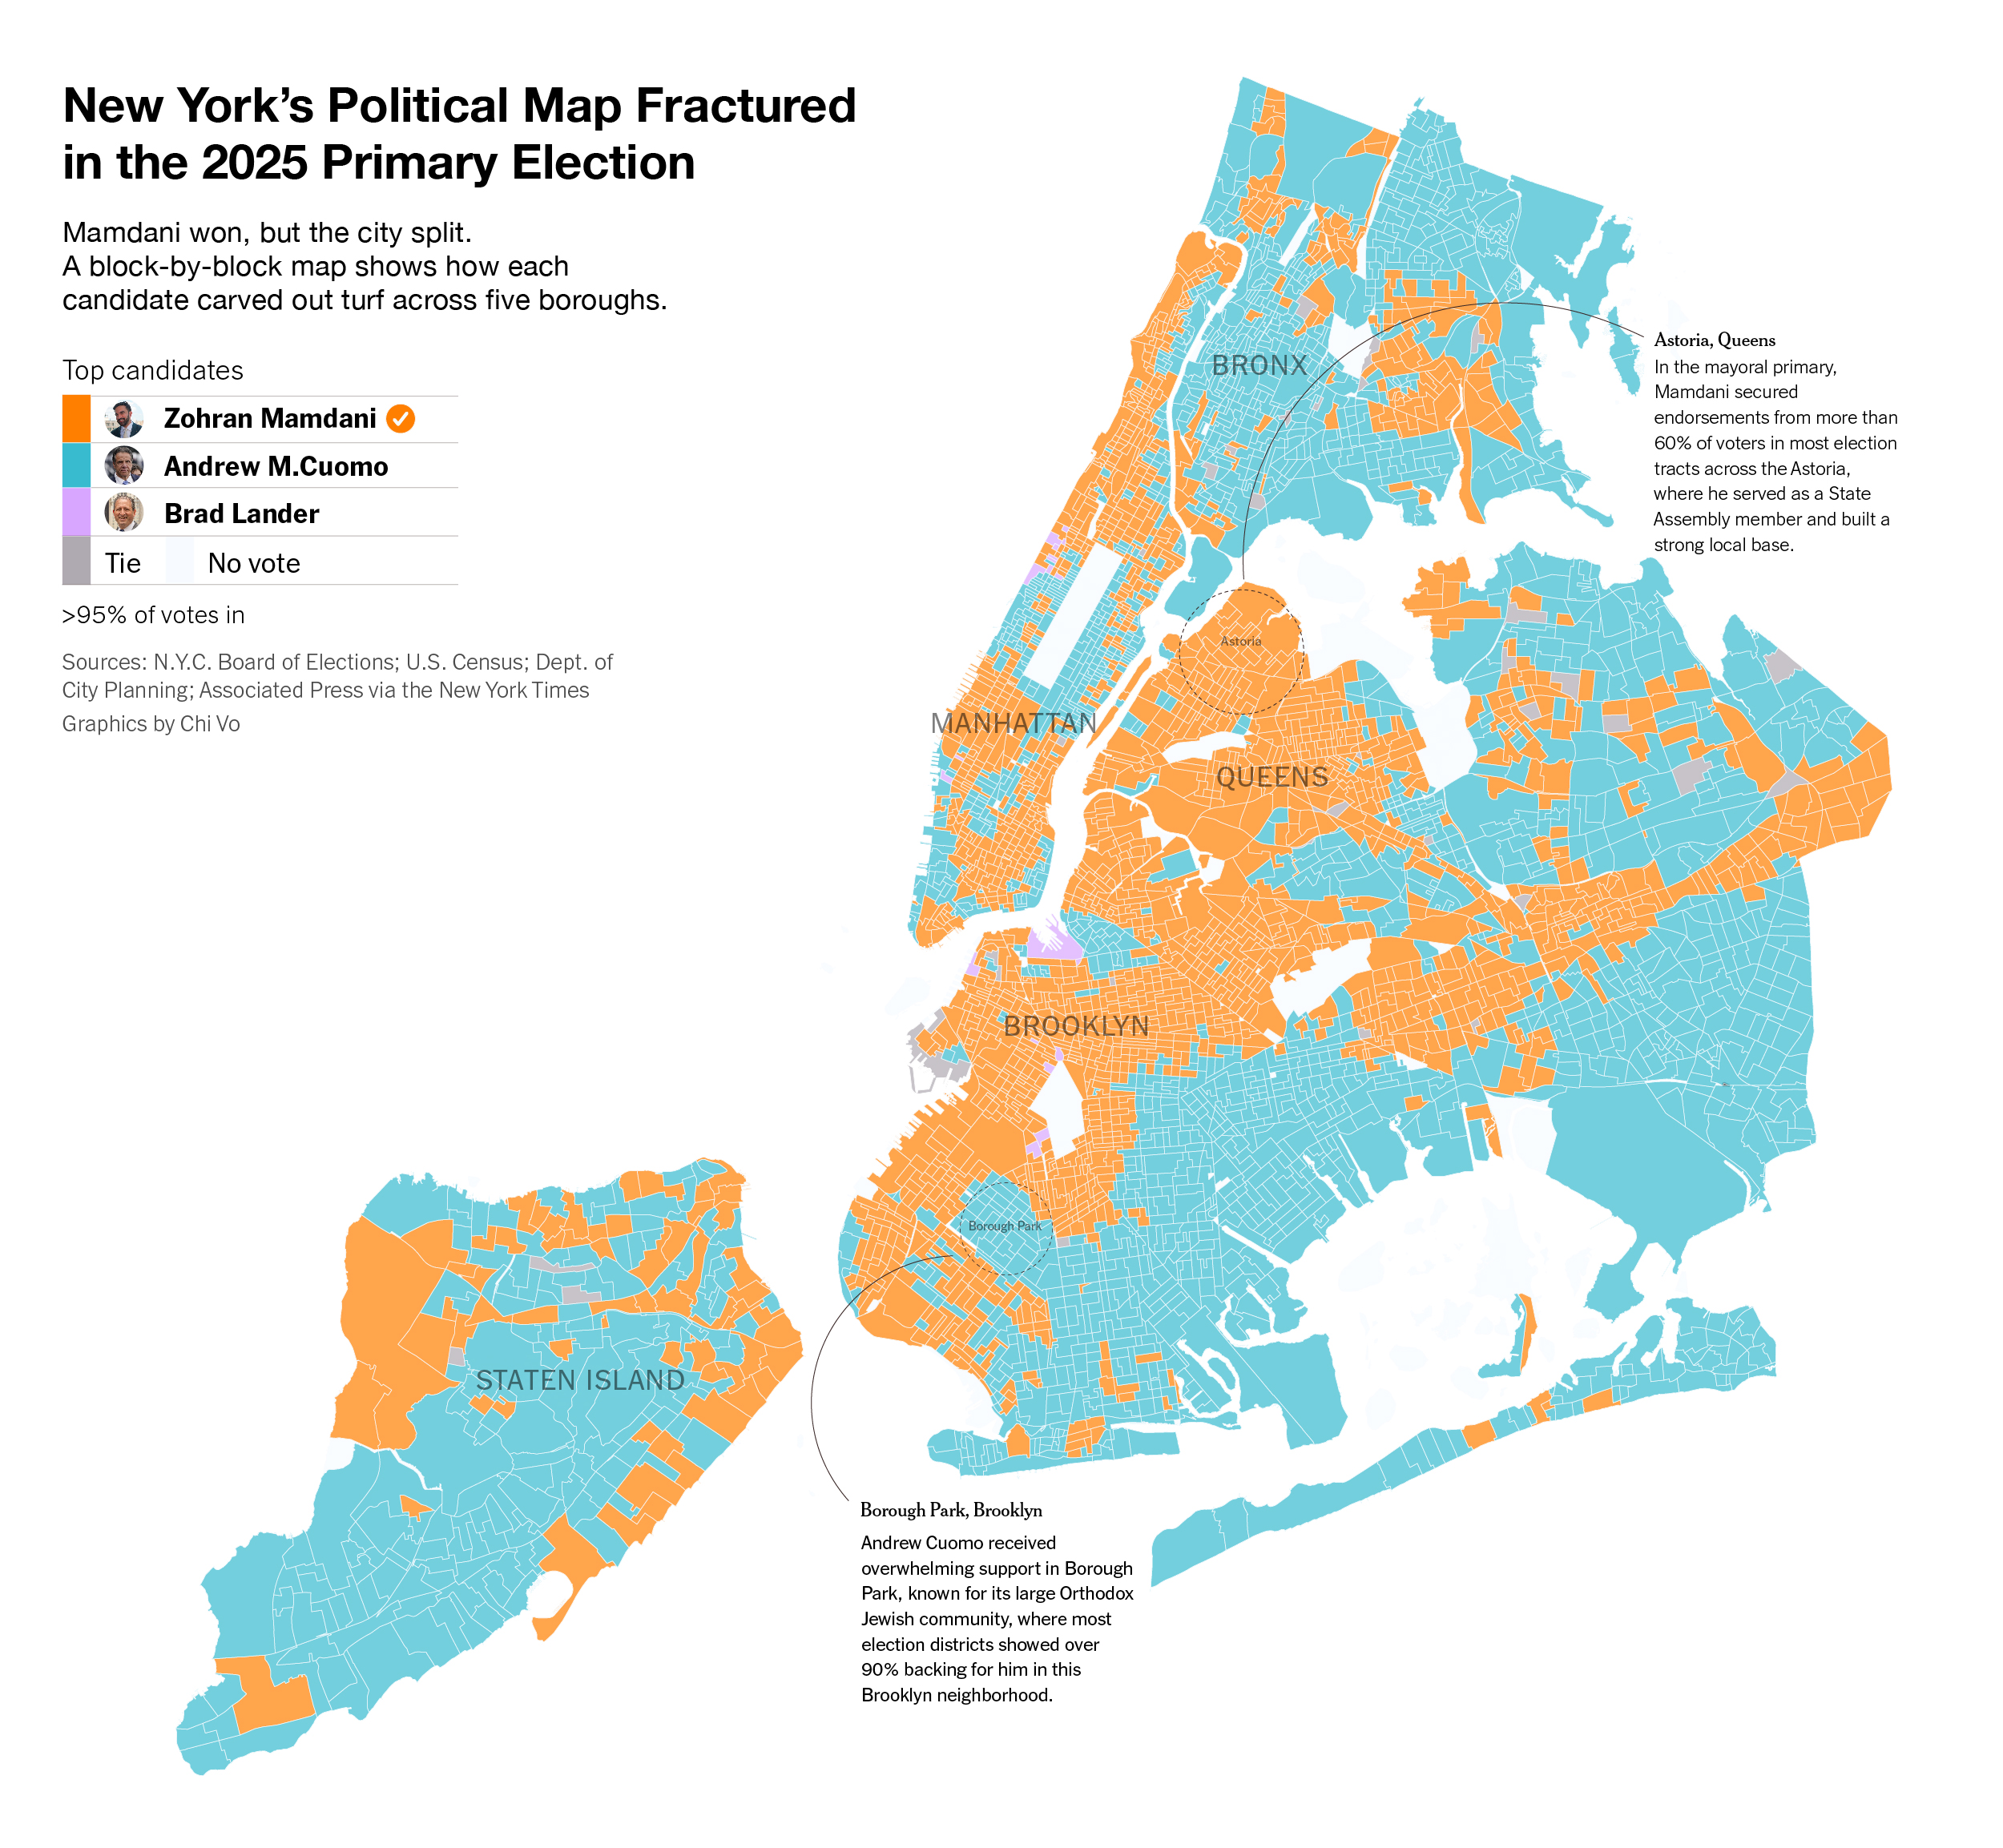 New York’s Political Map Fractured
in the 2025 Primary Election
Mamdani won, but the city split.
A block-by-block map shows how each
candidate carved out turf across five boroughs.
Top candidates
Zohran Mamdani
Andrew M.Cuomo
Brad Lander
Tie No vote
>95% of votes in
Sources: N.Y.C. Board of Elections; U.S. Census; Dept. of
City Planning; Associated Press via the New York Times
Graphics by Chi Vo
BRONX
Astoria, Queens
In the mayoral primary,
Mamdani secured
endorsements from more than
60% of voters in most election
tracts across the Astoria,
where he served as a State
Assembly member and built a
strong local base.
Astoria
MANHATTAN
QUEENS
BROOKLYN
Borough Park
STATEN ISLAND
Borough Park, Brooklyn
Andrew Cuomo received
overwhelming support in Borough
Park, known for its large Orthodox
Jewish community, where most
election districts showed over
90% backing for him in this
Brooklyn neighborhood.